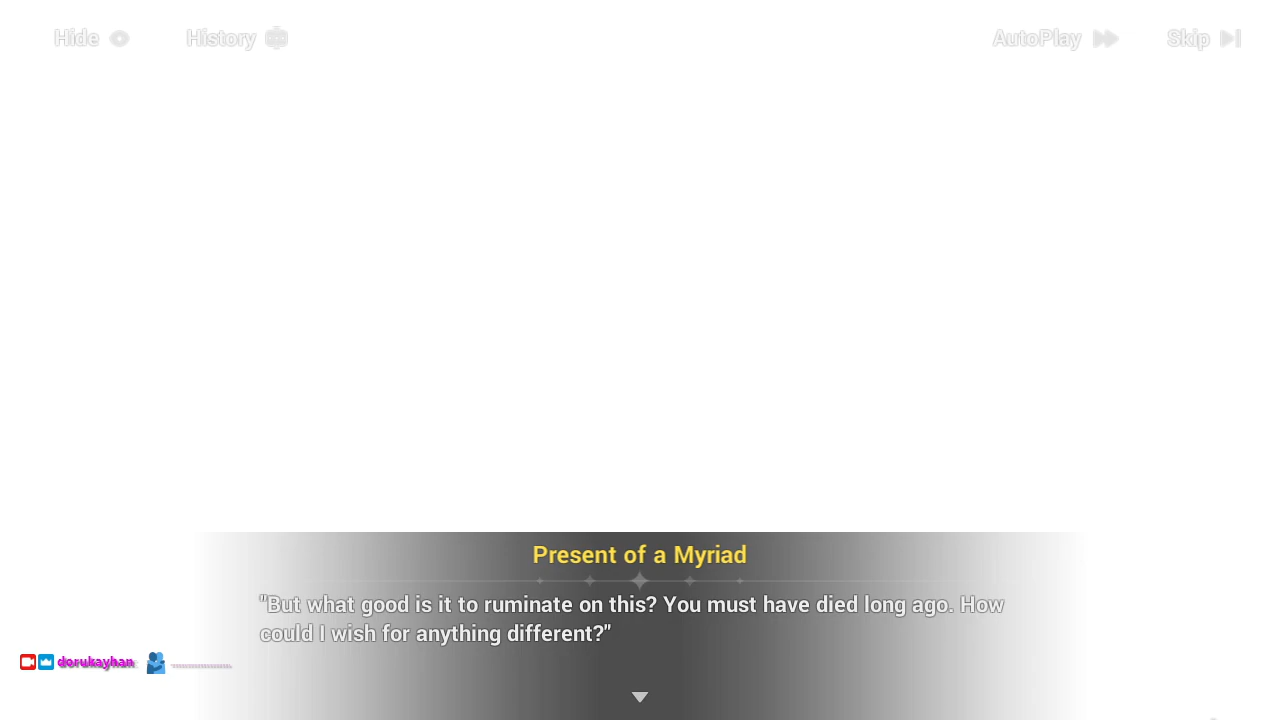 Hide
History
AutoPlay
Skip
Present of a Myriad
"But what good is it to ruminate on this? You must have died long ago. How
could I wish for anything different?"
dorukayhan